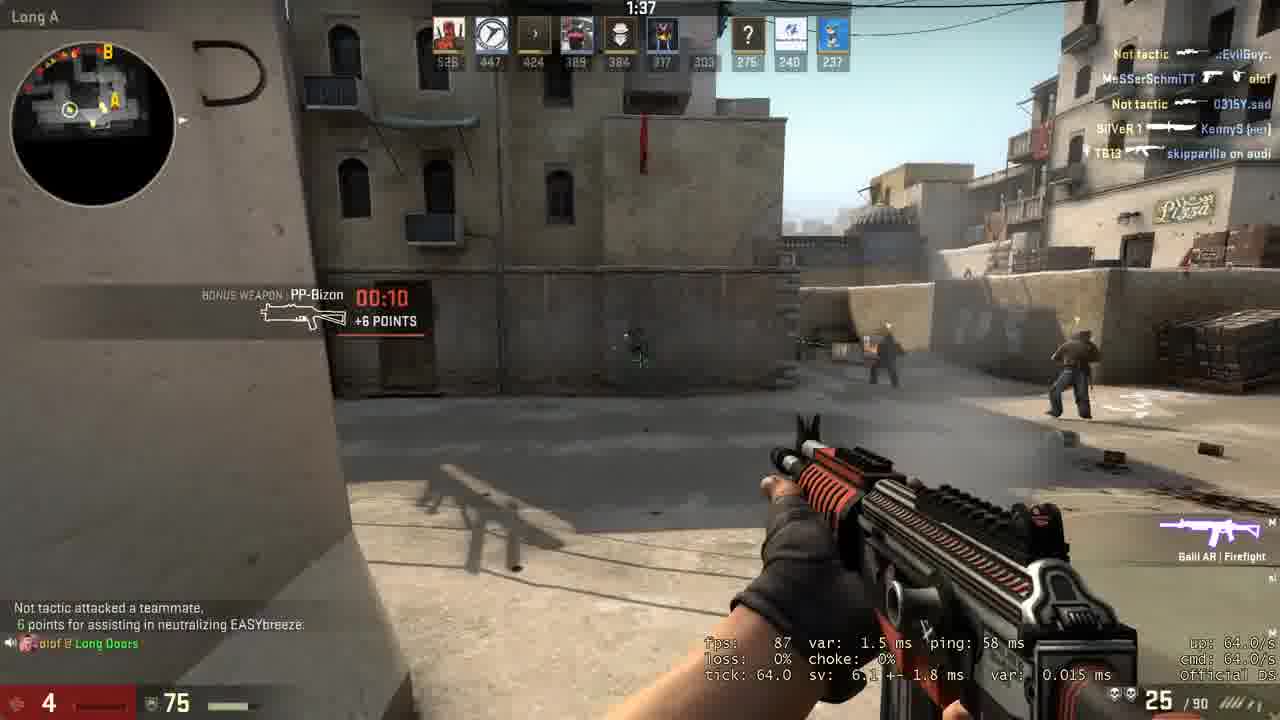 Long A
1:37
B
A
526 447 424 389 384 317 303 275 240 237
?
Not tactic .:EvilGuy:.
MeSSerSchmiTT olof
Not tactic 0315Y.sad
SilVeR 1 KennyS
TB13 skipparilla on audi
Pizza
BONUS WEAPON: PP-Bizon
00:10
+6 POINTS
Galil AR | Firefight
Not tactic attacked a teammate.
6 points for assisting in neutralizing EASYbreeze.
olof @ Long Doors
fps: 87 var: 1.5 ms ping: 58 ms
loss: 0% choke: 0%
tick: 64.0 sv: 6.1 +- 1.8 ms var: 0.015 ms
up: 64.0/s
cmd: 64.0/s
Official DS
4 75
25 / 90